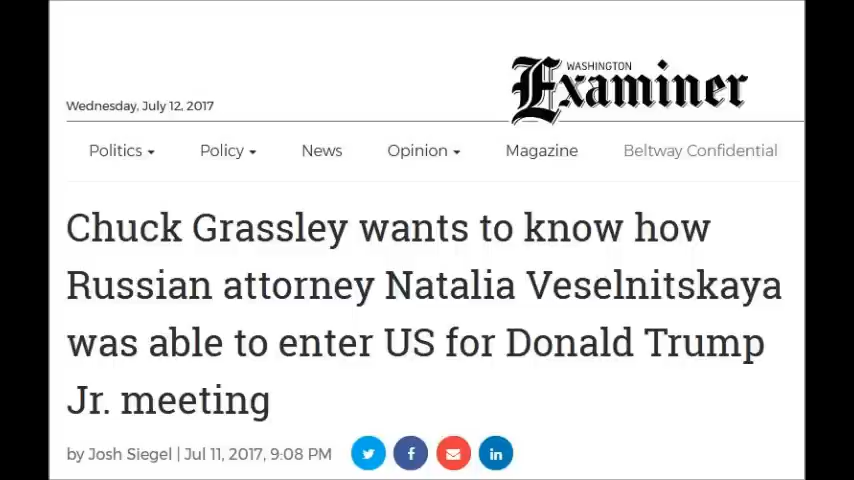 WASHINGTON
Examiner
Wednesday, July 12, 2017
Politics Policy News Opinion Magazine Beltway Confidential
Chuck Grassley wants to know how
Russian attorney Natalia Veselnitskaya
was able to enter US for Donald Trump
Jr. meeting
by Josh Siegel | Jul 11, 2017, 9:08 PM